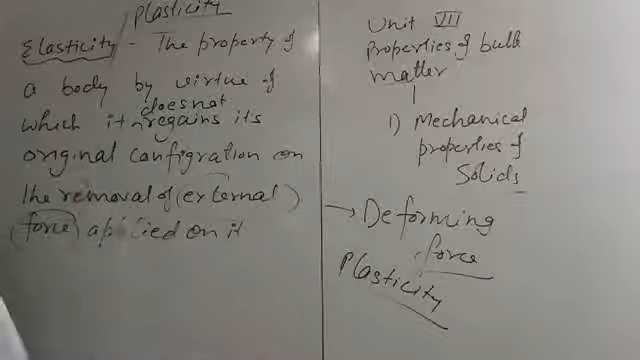 Plasticity
Elasticity / - The property of
a body by virtue of
does not
which it regains its
original configration on
the removal of (external)
(force) applied on it
Unit VII
Properties of bulk
matter
1) Mechanical
properties of
Solids
→ Deforming
force
Plasticity